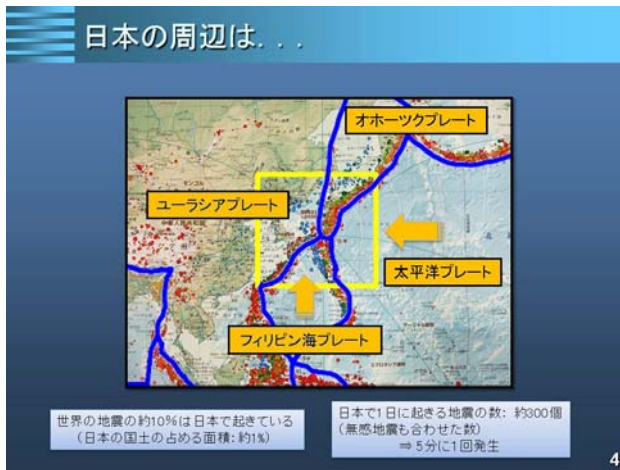 日本の周辺は. . .
オホーツクプレート
ユーラシアプレート
太平洋プレート
フィリピン海プレート
モンゴル
世界の地震の約10%は日本で起きている
（日本の国土の占める面積：約1%）
日本で1日に起きる地震の数： 約300個
（無感地震も合わせた数）
⇒ 5分に1回発生
4